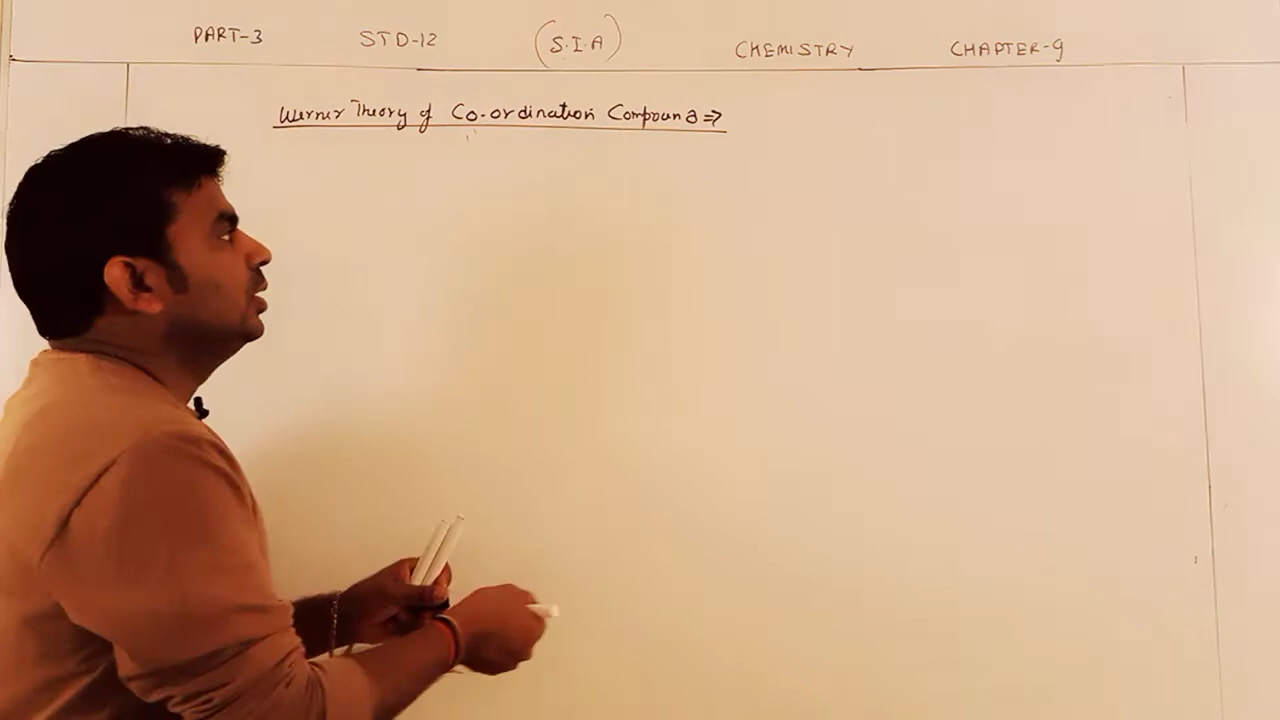 PART-3 STD-12 (S.I.A) CHEMISTRY CHAPTER-9
Werner Theory of Co-ordination Compound ⇒